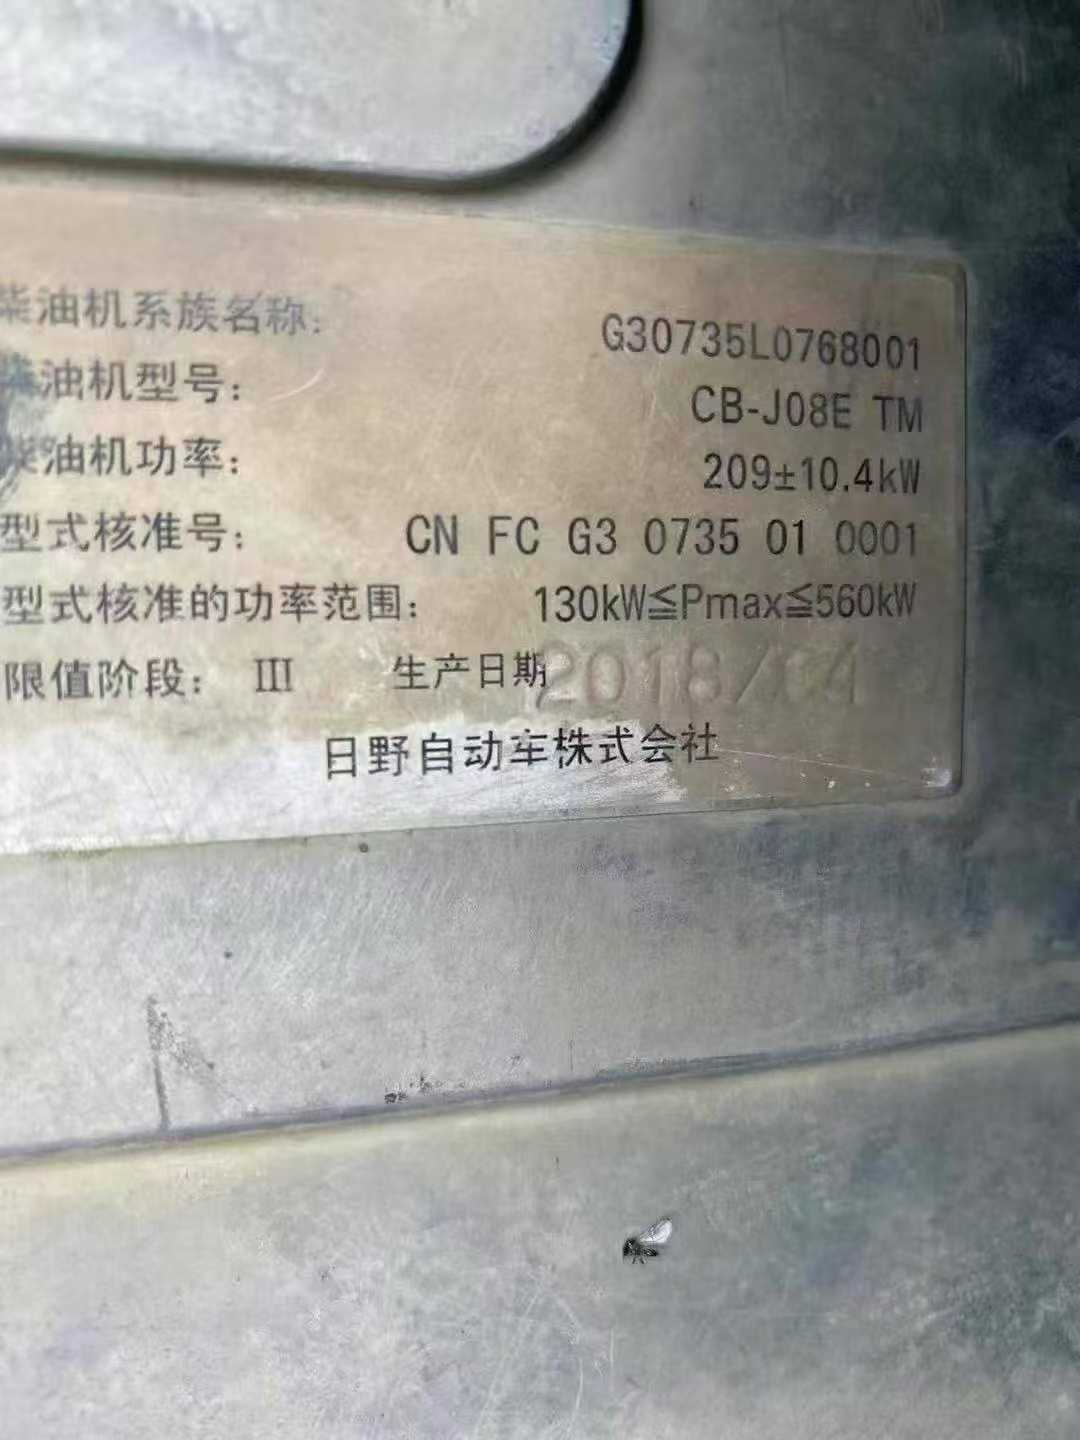 柴油机系族名称: G30735L0768001
柴油机型号: CB-J08E TM
柴油机功率: 209±10.4kW
型式核准号: CN FC G3 0735 01 0001
型式核准的功率范围: 130kW≦Pmax≦560kW
限值阶段: III 生产日期 2018/04
日野自动车株式会社